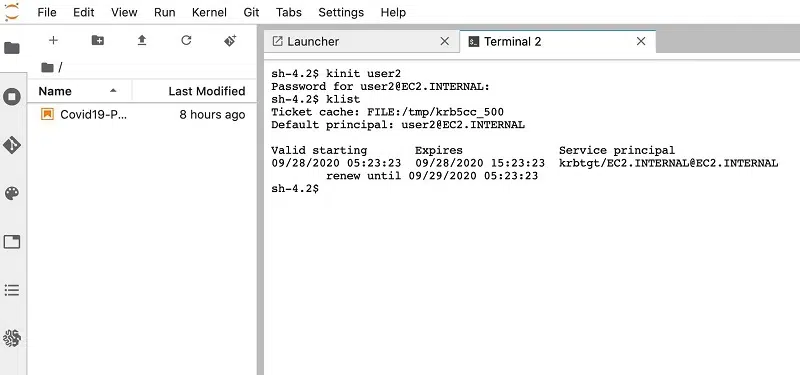 File Edit View Run Kernel Git Tabs Settings Help
Launcher
Terminal 2
/
Name Last Modified
Covid19-P... 8 hours ago
sh-4.2$ kinit user2
Password for user2@EC2.INTERNAL:
sh-4.2$ klist
Ticket cache: FILE:/tmp/krb5cc_500
Default principal: user2@EC2.INTERNAL
Valid starting Expires Service principal
09/28/2020 05:23:23 09/28/2020 15:23:23 krbtgt/EC2.INTERNAL@EC2.INTERNAL
renew until 09/29/2020 05:23:23
sh-4.2$